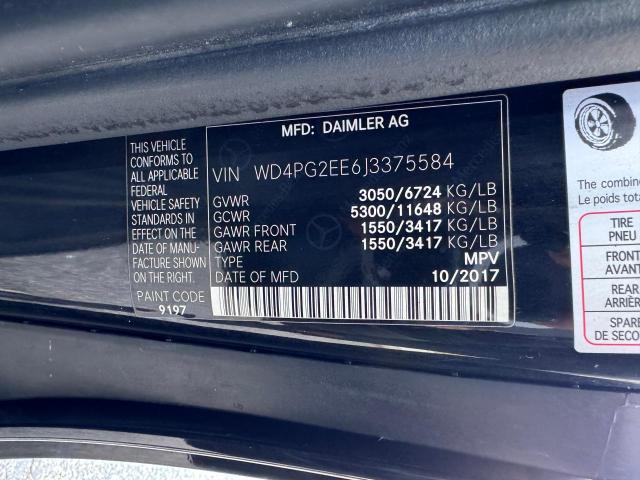 MFD: DAIMLER AG
THIS VEHICLE
CONFORMS TO
ALL APPLICABLE
FEDERAL
VEHICLE SAFETY
STANDARDS IN
EFFECT ON THE
DATE OF MANU-
FACTURE SHOWN
ON THE RIGHT.
PAINT CODE
9197
VIN WD4PG2EE6J3375584
GVWR 3050/6724 KG/LB
GCWR 5300/11648 KG/LB
GAWR FRONT 1550/3417 KG/LB
GAWR REAR 1550/3417 KG/LB
TYPE MPV
DATE OF MFD 10/2017
The combine
Le poids tota
TIRE
PNEU
FRONT
AVANT
REAR
ARRIÈR
SPARE
DE SECO